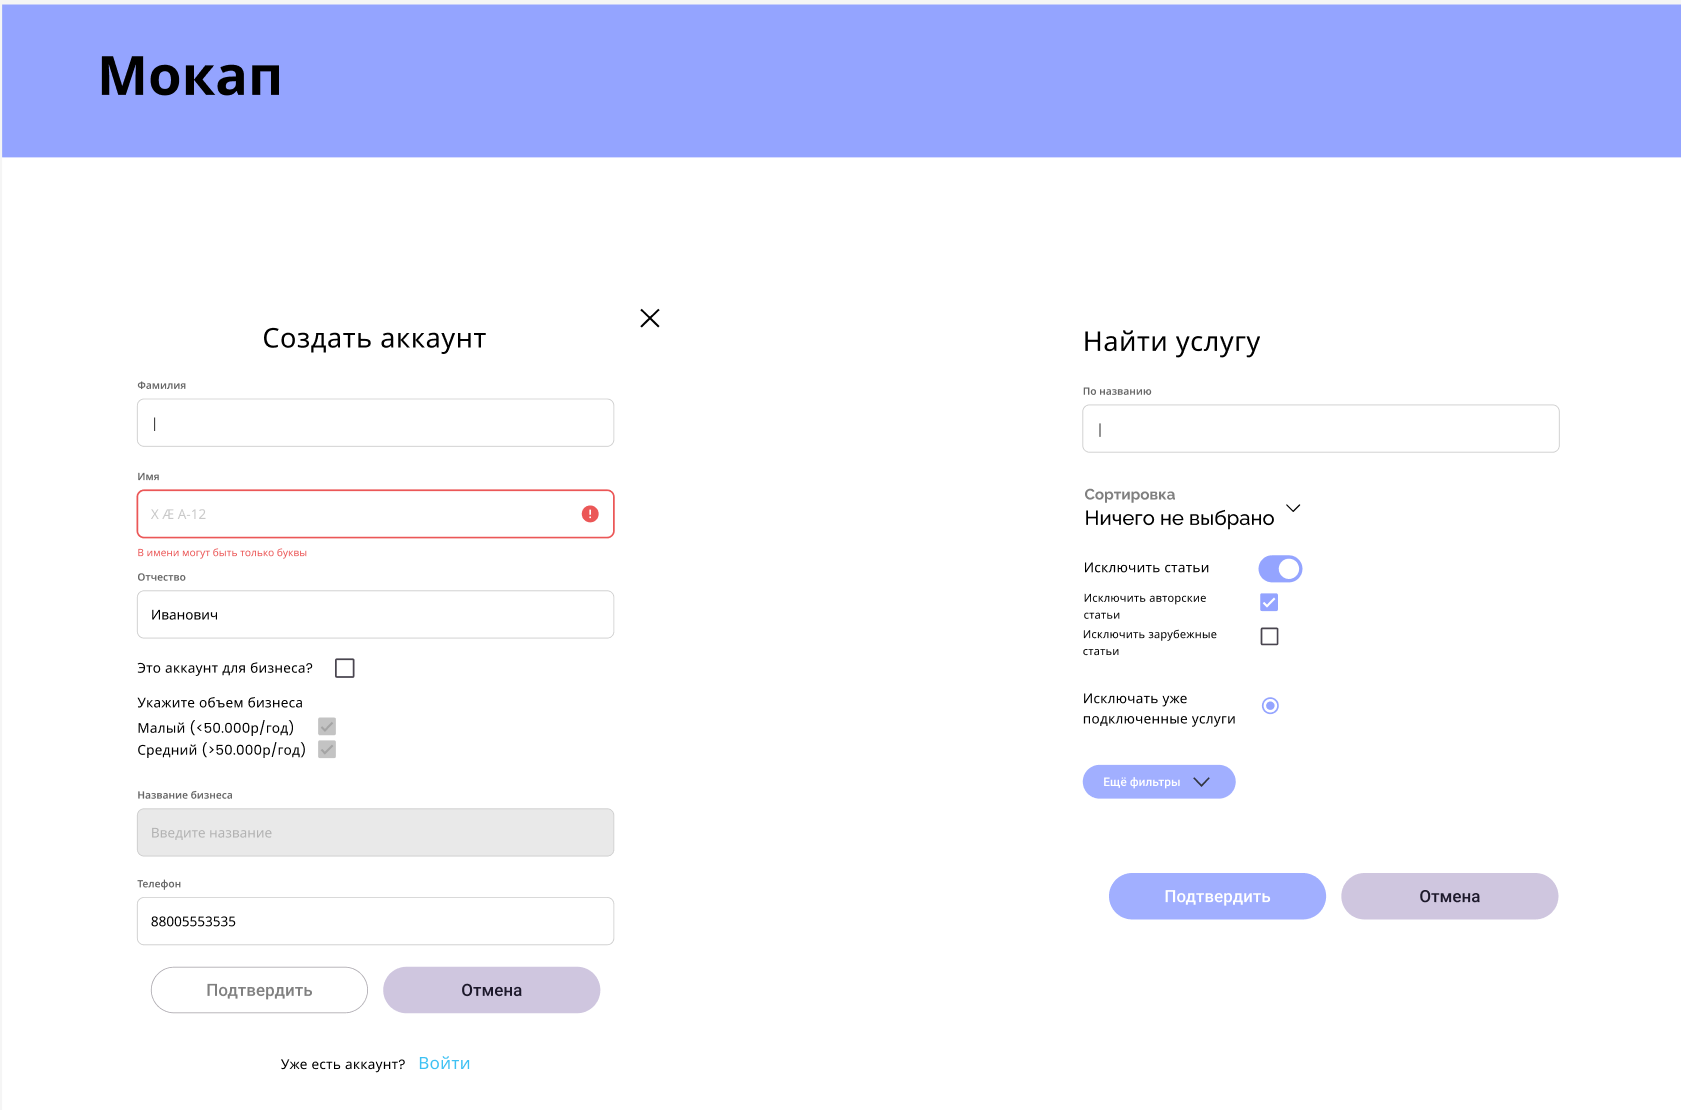 Мокап
Создать аккаунт
Фамилия
Имя
X Æ A-12
В имени могут быть только буквы
Отчество
Иванович
Это аккаунт для бизнеса?
Укажите объем бизнеса
Малый (<50.000р/год)
Средний (>50.000р/год)
Название бизнеса
Введите название
Телефон
88005553535
Подтвердить
Отмена
Уже есть аккаунт? Войти
Найти услугу
По названию
Сортировка
Ничего не выбрано
Исключить статьи
Исключить авторские
статьи
Исключить зарубежные
статьи
Исключать уже
подключенные услуги
Ещё фильтры
Подтвердить
Отмена